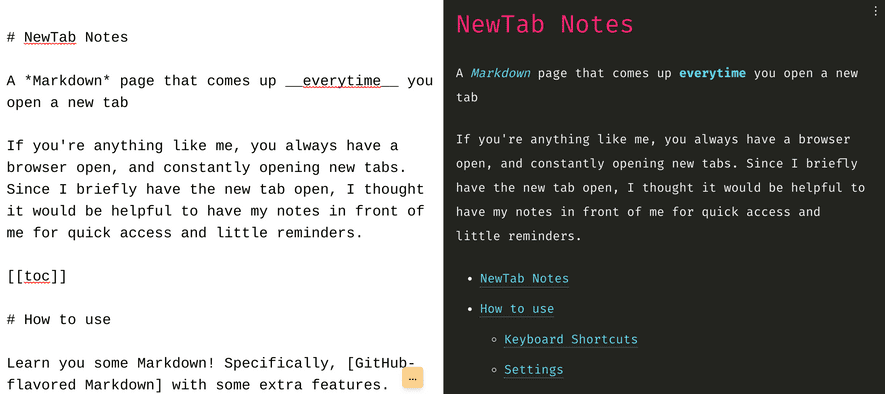 # NewTab Notes
A *Markdown* page that comes up __everytime__ you
open a new tab
If you're anything like me, you always have a
browser open, and constantly opening new tabs.
Since I briefly have the new tab open, I thought
it would be helpful to have my notes in front of
me for quick access and little reminders.
[[toc]]
# How to use
Learn you some Markdown! Specifically, [GitHub-
flavored Markdown] with some extra features.
...
NewTab Notes
A Markdown page that comes up everytime you open a new
tab
If you're anything like me, you always have a browser
open, and constantly opening new tabs. Since I briefly
have the new tab open, I thought it would be helpful to
have my notes in front of me for quick access and
little reminders.
• NewTab Notes
• How to use
◦ Keyboard Shortcuts
◦ Settings